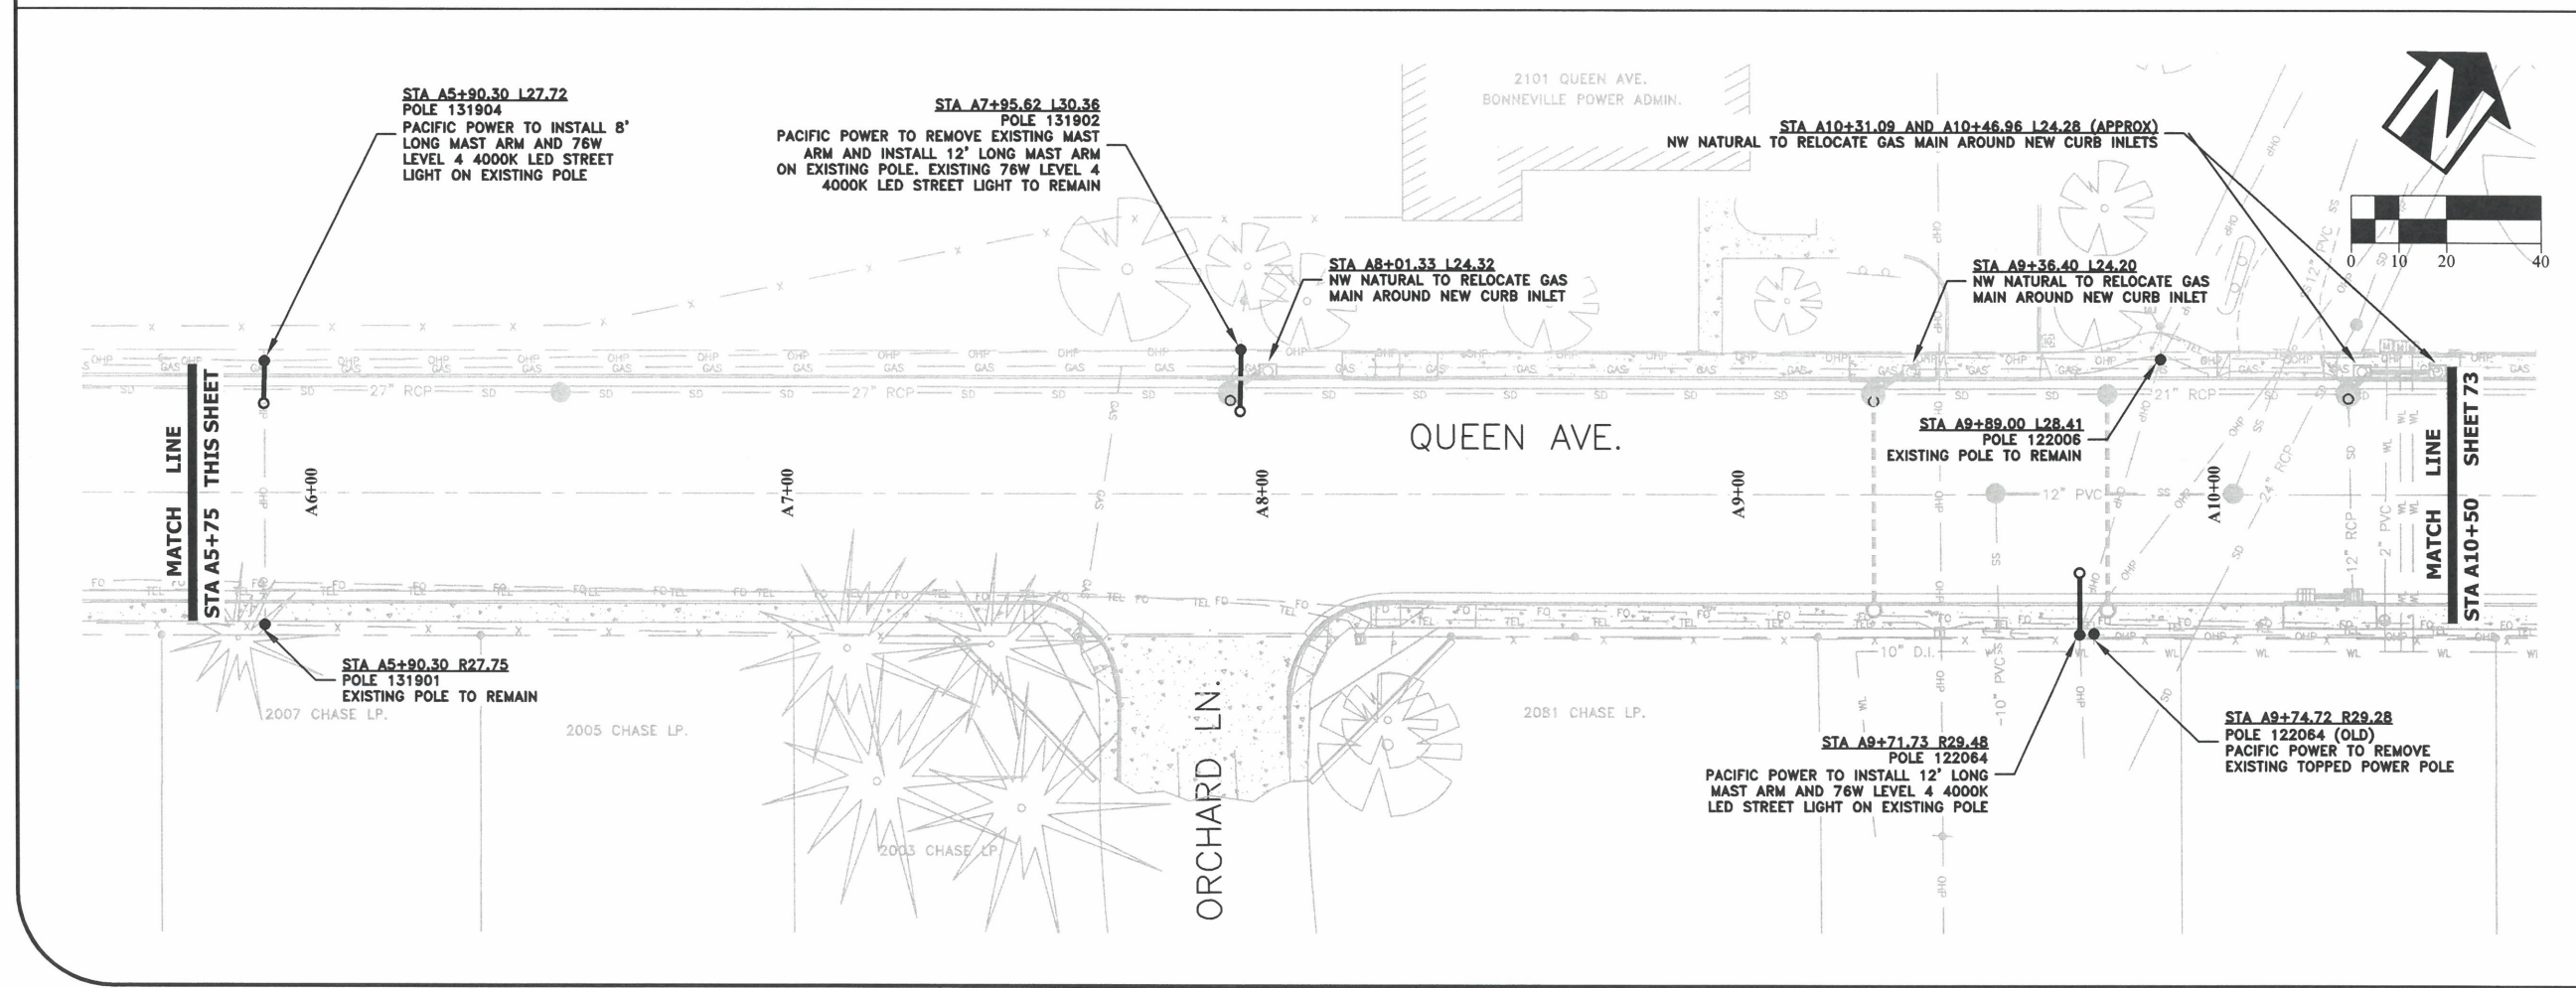 STA A5+90.30 L27.72
POLE 131904
PACIFIC POWER TO INSTALL 8'
LONG MAST ARM AND 76W
LEVEL 4 4000K LED STREET
LIGHT ON EXISTING POLE
STA A7+95.62 L30.36
POLE 131902
PACIFIC POWER TO REMOVE EXISTING MAST
ARM AND INSTALL 12' LONG MAST ARM
ON EXISTING POLE. EXISTING 76W LEVEL 4
4000K LED STREET LIGHT TO REMAIN
2101 QUEEN AVE.
BONNEVILLE POWER ADMIN.
STA A10+31.09 AND A10+46.96 L24.28 (APPROX)
NW NATURAL TO RELOCATE GAS MAIN AROUND NEW CURB INLETS
N
0 10 20 40
STA A8+01.33 L24.32
NW NATURAL TO RELOCATE GAS
MAIN AROUND NEW CURB INLET
STA A9+36.40 L24.20
NW NATURAL TO RELOCATE GAS
MAIN AROUND NEW CURB INLET
27" RCP
27" RCP
21" RCP
STA A9+89.00 L28.41
POLE 122006
EXISTING POLE TO REMAIN
QUEEN AVE.
MATCH LINE
STA A5+75 THIS SHEET
A6+00
A7+00
A8+00
A9+00
A10+00
12" PVC
24" RCP
12" RCP
2" PVC
MATCH LINE
STA A10+50 SHEET 73
STA A5+90.30 R27.75
POLE 131901
EXISTING POLE TO REMAIN
2007 CHASE LP.
2005 CHASE LP.
2003 CHASE LP
ORCHARD LN.
2081 CHASE LP.
10" D.I.
10" PVC
STA A9+71.73 R29.48
POLE 122064
PACIFIC POWER TO INSTALL 12' LONG
MAST ARM AND 76W LEVEL 4 4000K
LED STREET LIGHT ON EXISTING POLE
STA A9+74.72 R29.28
POLE 122064 (OLD)
PACIFIC POWER TO REMOVE
EXISTING TOPPED POWER POLE